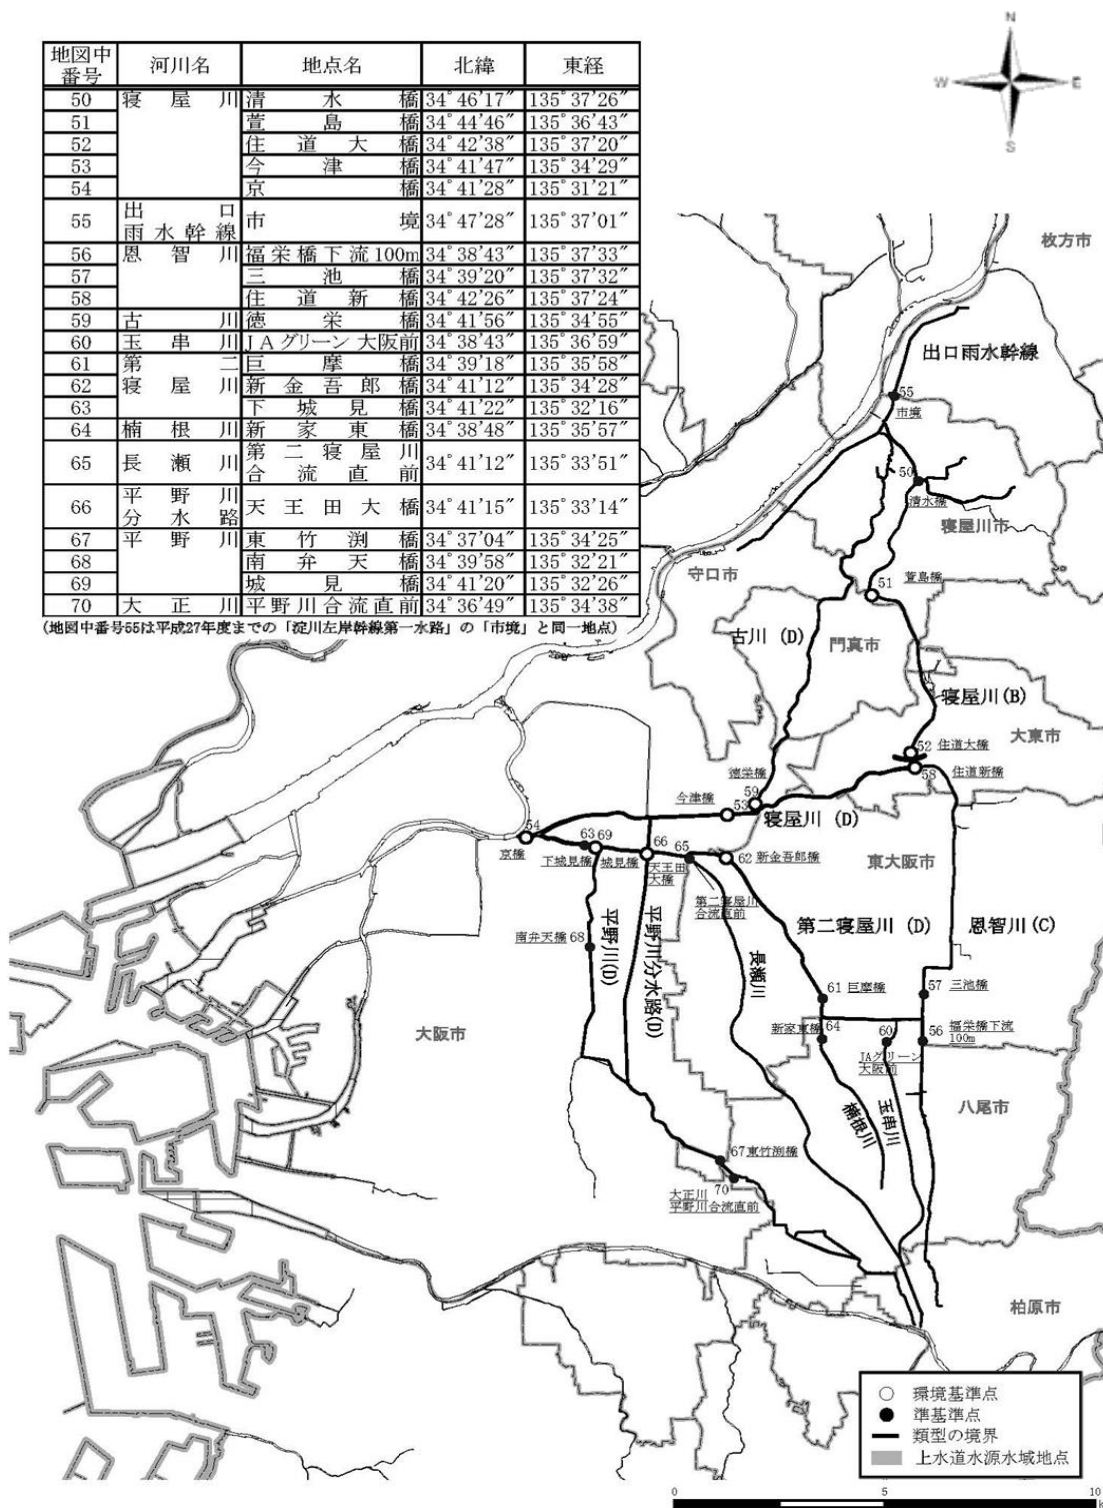 N
W E
S
地図中番号 河川名 地点名 北緯 東経
50 寝屋川 清水橋 34°46'17" 135°37'26"
51 萱島橋 34°44'46" 135°36'43"
52 住道大橋 34°42'38" 135°37'20"
53 今津橋 34°41'47" 135°34'29"
54 京橋 34°41'28" 135°31'21"
55 出口雨水幹線 市境 34°47'28" 135°37'01"
56 恩智川 福栄橋下流100m 34°38'43" 135°37'33"
57 三池橋 34°39'20" 135°37'32"
58 住道新橋 34°42'26" 135°37'24"
59 古川 徳栄橋 34°41'56" 135°34'55"
60 玉串川 JAグリーン大阪前 34°38'43" 135°36'59"
61 第二寝屋川 巨摩橋 34°39'18" 135°35'58"
62 新金吾郎橋 34°41'12" 135°34'28"
63 下城見橋 34°41'22" 135°32'16"
64 楠根川 新家東橋 34°38'48" 135°35'57"
65 長瀬川 第二寝屋川合流直前 34°41'12" 135°33'51"
66 平野川分水路 天王田大橋 34°41'15" 135°33'14"
67 平野川 東竹渕橋 34°37'04" 135°34'25"
68 南弁天橋 34°39'58" 135°32'21"
69 城見橋 34°41'20" 135°32'26"
70 大正川 平野川合流直前 34°36'49" 135°34'38"
(地図中番号55は平成27年度までの「淀川左岸幹線第一水路」の「市境」と同一地点)
枚方市
出口雨水幹線
55
市境
50
清水橋
寝屋川市
守口市
51 萱島橋
古川 (D)
門真市
寝屋川(B)
大東市
52 住道大橋
58 住道新橋
徳栄橋
59
今津橋
53
寝屋川 (D)
54
京橋
63 69
下城見橋
城見橋
66
天王田
大橋
65
第二寝屋川
合流直前
62 新金吾郎橋
東大阪市
第二寝屋川 (D)
恩智川(C)
平野川(D)
平野川分水路(D)
長瀬川
南弁天橋 68
大阪市
61 巨摩橋
57 三池橋
新家東橋 64
60
JAグリーン
大阪前
56 福栄橋下流
100m
楠根川
玉串川
八尾市
67 東竹渕橋
70
大正川
平野川合流直前
柏原市
環境基準点
準基準点
類型の境界
上水道水源水域地点
0 5 10